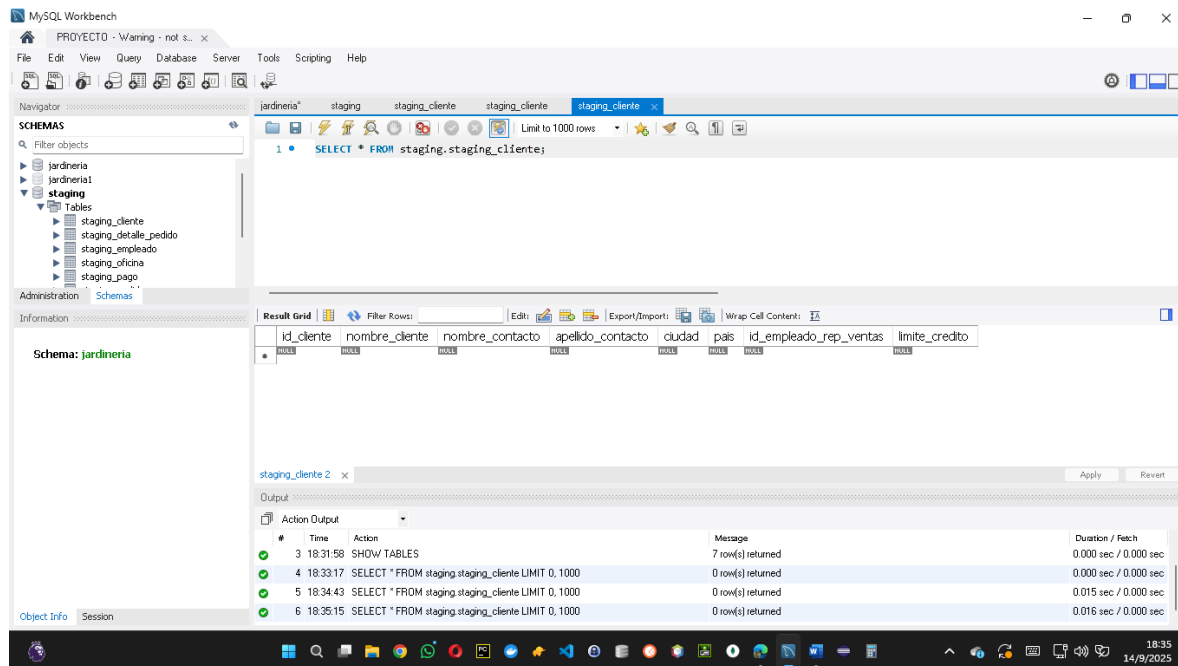 MySQL Workbench
PROYECTO - Warning - not s...
File Edit View Query Database Server Tools Scripting Help
Navigator
jardineria* staging staging_cliente staging_cliente staging_cliente
SCHEMAS
Limit to 1000 rows
Filter objects
1 SELECT * FROM staging.staging_cliente;
jardineria
jardineria1
staging
Tables
staging_cliente
staging_detalle_pedido
staging_empleado
staging_oficina
staging_pago
Administration Schemas
Information
Schema: jardineria
Result Grid Filter Rows: Edit: Export/Import: Wrap Cell Content:
id_cliente nombre_cliente nombre_contacto apellido_contacto ciudad pais id_empleado_rep_ventas limite_credito
NULL NULL NULL NULL NULL NULL NULL NULL
staging_cliente 2
Apply Revert
Output
Action Output
# Time Action Message Duration / Fetch
3 18:31:58 SHOW TABLES 7 row(s) returned 0.000 sec / 0.000 sec
4 18:33:17 SELECT * FROM staging.staging_cliente LIMIT 0, 1000 0 row(s) returned 0.000 sec / 0.000 sec
5 18:34:43 SELECT * FROM staging.staging_cliente LIMIT 0, 1000 0 row(s) returned 0.015 sec / 0.000 sec
6 18:35:15 SELECT * FROM staging.staging_cliente LIMIT 0, 1000 0 row(s) returned 0.016 sec / 0.000 sec
Object Info Session
18:35
14/9/2025